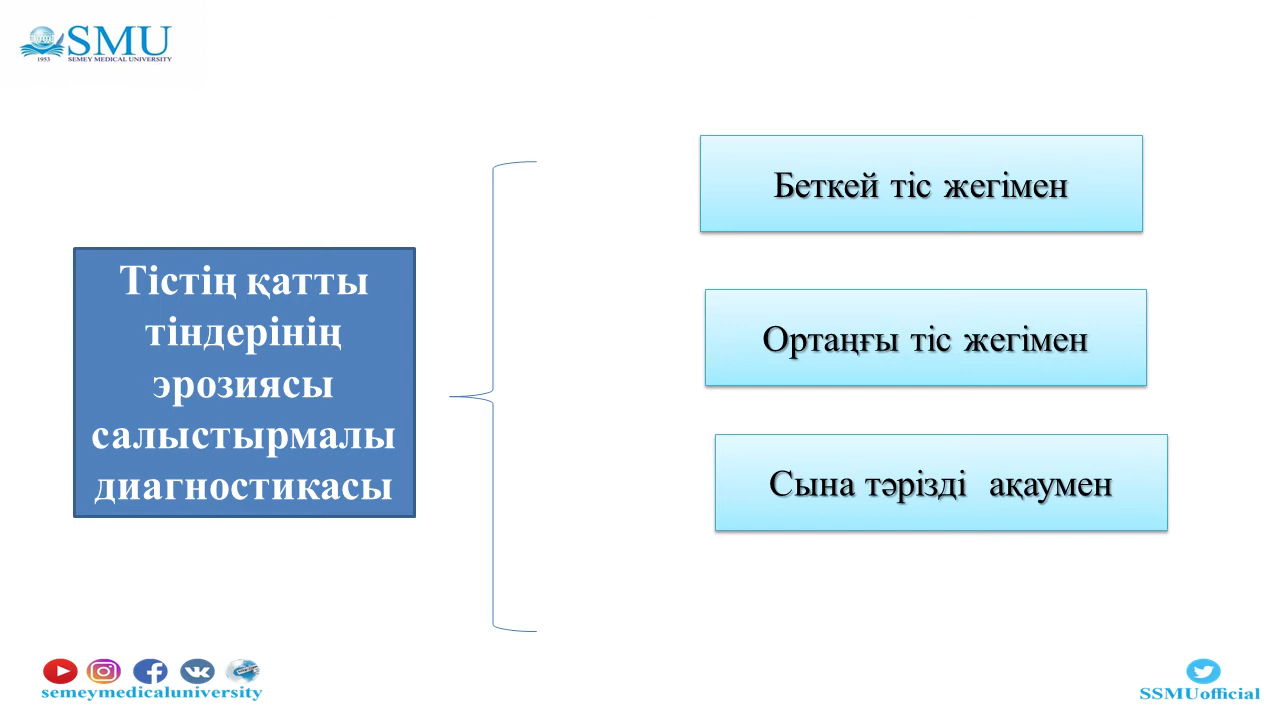 SMU
1953 SEMEY MEDICAL UNIVERSITY
Тістің қатты
тіндерінің
эрозиясы
салыстырмалы
диагностикасы
Беткей тіс жегімен
Ортаңғы тіс жегімен
Сына тәрізді ақаумен
semeymedicaluniversity
SSMUofficial